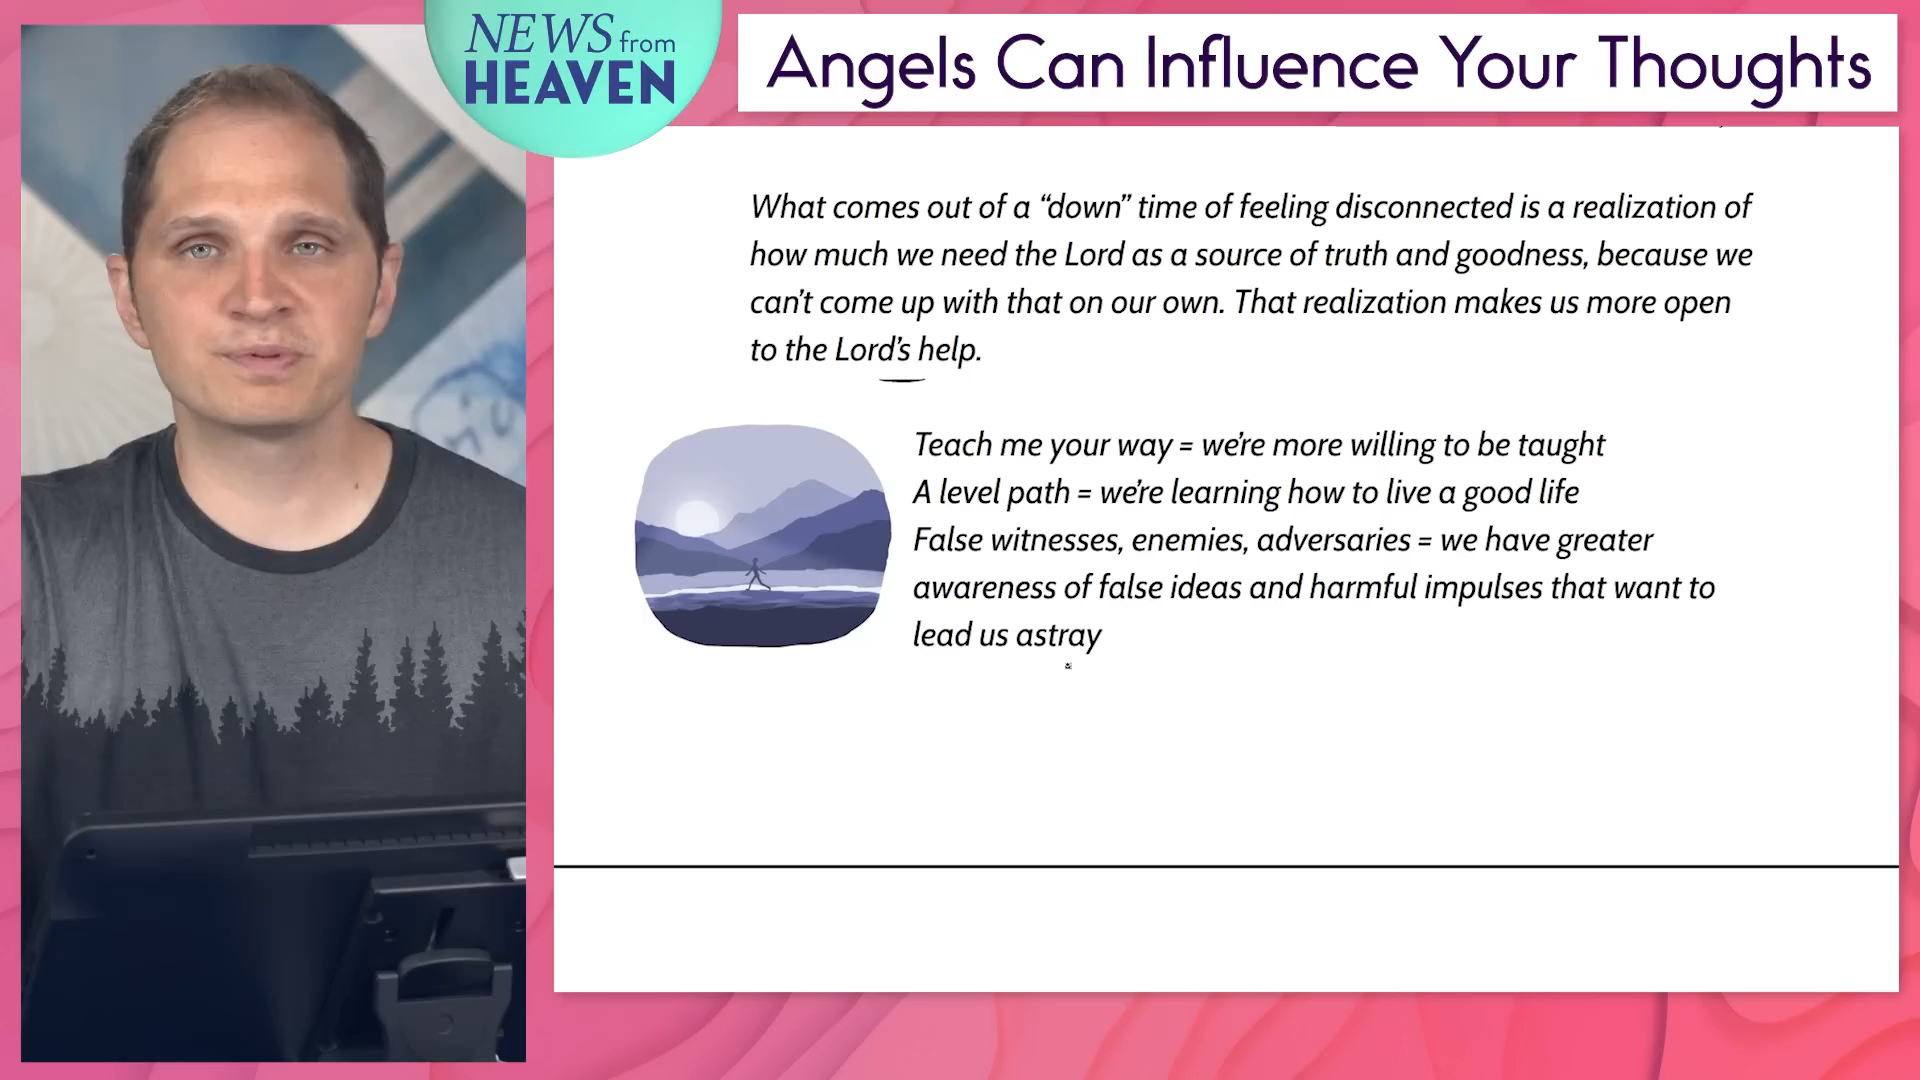 NEWS from
HEAVEN
Angels Can Influence Your Thoughts
What comes out of a “down” time of feeling disconnected is a realization of
how much we need the Lord as a source of truth and goodness, because we
can’t come up with that on our own. That realization makes us more open
to the Lord’s help.
Teach me your way = we’re more willing to be taught
A level path = we’re learning how to live a good life
False witnesses, enemies, adversaries = we have greater
awareness of false ideas and harmful impulses that want to
lead us astray